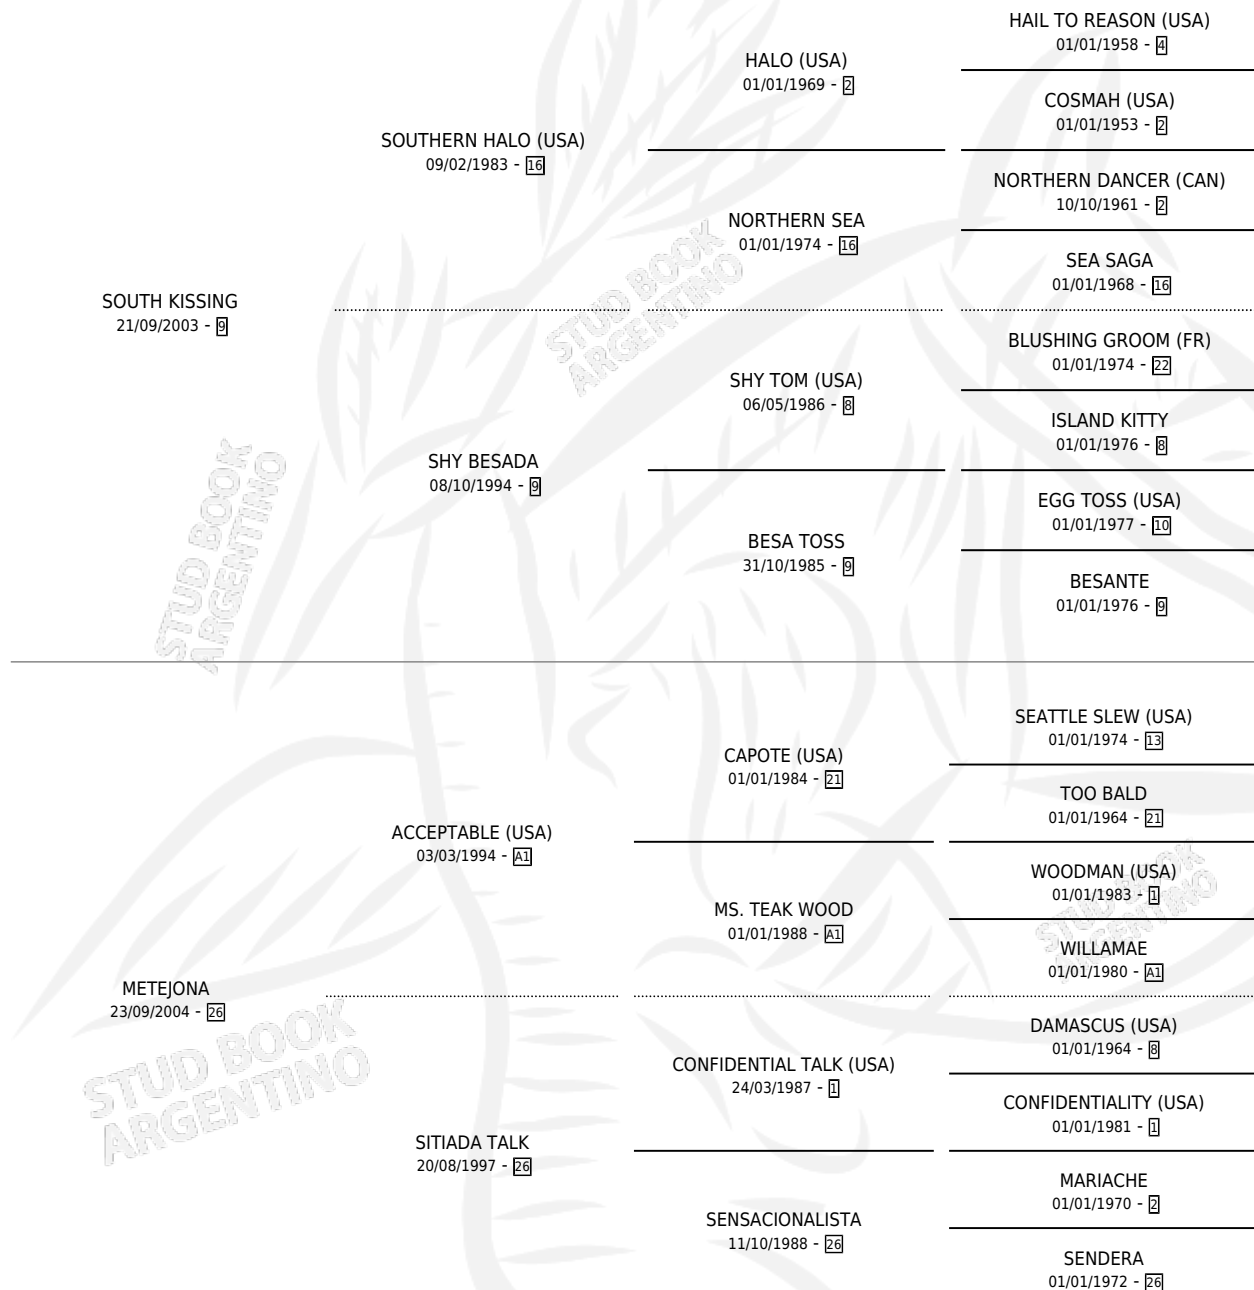 HAIL TO REASON (USA)
01/01/1958 - 4
HALO (USA)
01/01/1969 - 2
COSMAH (USA)
01/01/1953 - 2
SOUTHERN HALO (USA)
09/02/1983 - 16
NORTHERN DANCER (CAN)
10/10/1961 - 2
NORTHERN SEA
01/01/1974 - 16
SEA SAGA
01/01/1968 - 16
SOUTH KISSING
21/09/2003 - 9
BLUSHING GROOM (FR)
01/01/1974 - 22
SHY TOM (USA)
06/05/1986 - 8
ISLAND KITTY
01/01/1976 - 8
SHY BESADA
08/10/1994 - 9
EGG TOSS (USA)
01/01/1977 - 10
BESA TOSS
31/10/1985 - 9
BESANTE
01/01/1976 - 9
SEATTLE SLEW (USA)
01/01/1974 - 13
CAPOTE (USA)
01/01/1984 - 21
TOO BALD
01/01/1964 - 21
ACCEPTABLE (USA)
03/03/1994 - A1
WOODMAN (USA)
01/01/1983 - 1
MS. TEAK WOOD
01/01/1988 - A1
WILLAMAE
01/01/1980 - A1
METEJONA
23/09/2004 - 26
DAMASCUS (USA)
01/01/1964 - 8
CONFIDENTIAL TALK (USA)
24/03/1987 - 1
CONFIDENTIALITY (USA)
01/01/1981 - 1
SITIADA TALK
20/08/1997 - 26
MARIACHE
01/01/1970 - 2
SENSACIONALISTA
11/10/1988 - 26
SENDERA
01/01/1972 - 26
STUD BOOK
ARGENTINO
STUD BOOK
ARGENTINO
STUD BOOK
ARGENTINO
STUD BOOK
ARGENTINO